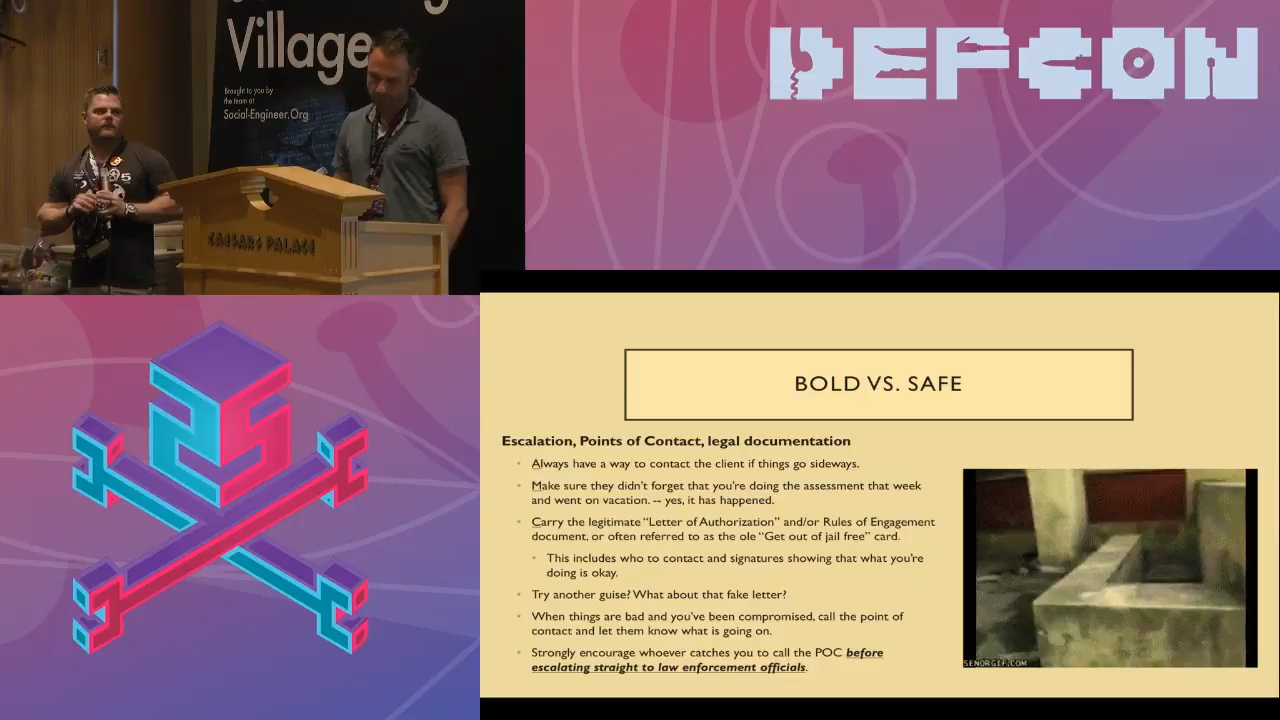 Village
Brought to you by
the team at
Social-Engineer.Org
CAESARS PALACE
DEFCON
BOLD VS. SAFE
Escalation, Points of Contact, legal documentation
Always have a way to contact the client if things go sideways.
Make sure they didn't forget that you're doing the assessment that week
and went on vacation. -- yes, it has happened.
Carry the legitimate "Letter of Authorization" and/or Rules of Engagement
document, or often referred to as the ole "Get out of jail free" card.
This includes who to contact and signatures showing that what you're
doing is okay.
Try another guise? What about that fake letter?
When things are bad and you've been compromised, call the point of
contact and let them know what is going on.
Strongly encourage whoever catches you to call the POC before
escalating straight to law enforcement officials.
SENORGIF.COM